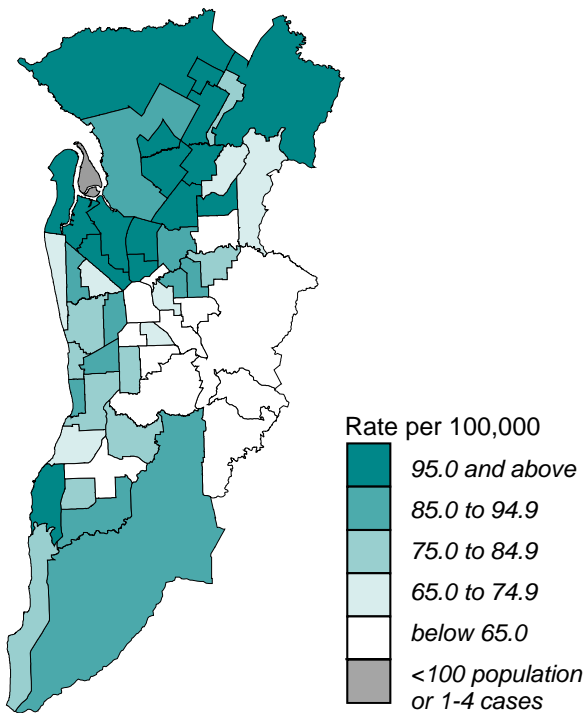 Rate per 100,000
95.0 and above
85.0 to 94.9
75.0 to 84.9
65.0 to 74.9
below 65.0
<100 population
or 1-4 cases